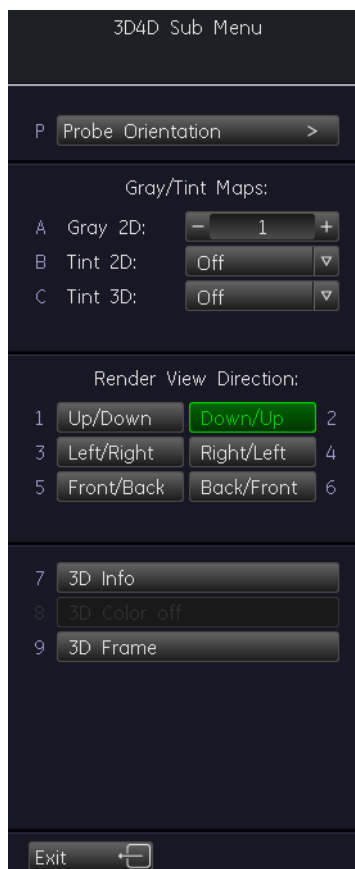 3D4D Sub Menu
P Probe Orientation >
Gray/Tint Maps:
A Gray 2D: - 1 +
B Tint 2D: Off
C Tint 3D: Off
Render View Direction:
1 Up/Down Down/Up 2
3 Left/Right Right/Left 4
5 Front/Back Back/Front 6
7 3D Info
8 3D Color off
9 3D Frame
Exit